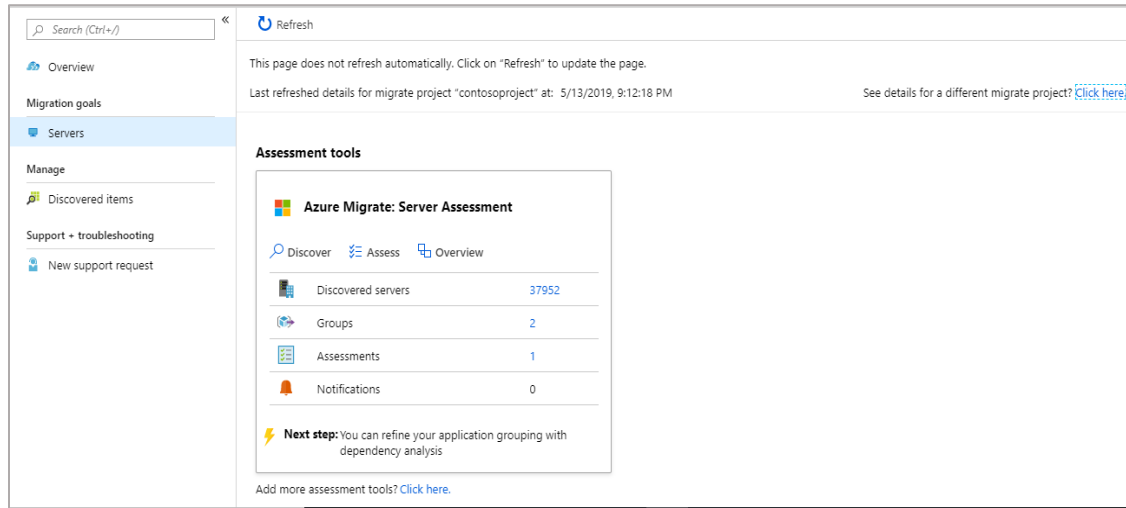 Search (Ctrl+/)
«
Overview
Migration goals
Servers
Manage
Discovered items
Support + troubleshooting
New support request
Refresh
This page does not refresh automatically. Click on "Refresh" to update the page.
Last refreshed details for migrate project "contosoproject" at: 5/13/2019, 9:12:18 PM
See details for a different migrate project? Click here.
Assessment tools
Azure Migrate: Server Assessment
Discover Assess Overview
Discovered servers 37952
Groups 2
Assessments 1
Notifications 0
Next step: You can refine your application grouping with
dependency analysis
Add more assessment tools? Click here.